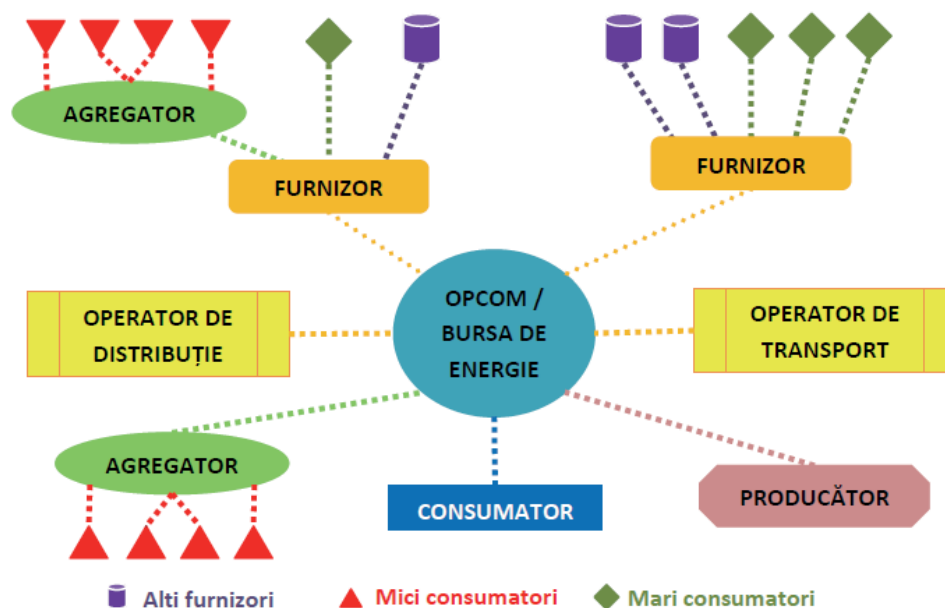 AGREGATOR
FURNIZOR
FURNIZOR
OPCOM /
BURSA DE
ENERGIE
OPERATOR DE
DISTRIBUȚIE
OPERATOR DE
TRANSPORT
AGREGATOR
CONSUMATOR
PRODUCĂTOR
Alti furnizori
Mici consumatori
Mari consumatori